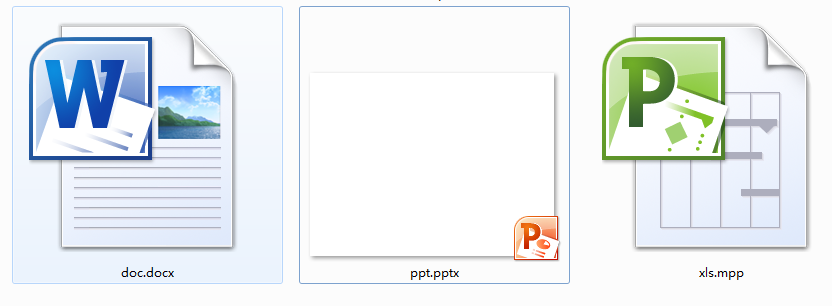 W
P
P
doc.docx
ppt.pptx
xls.mpp